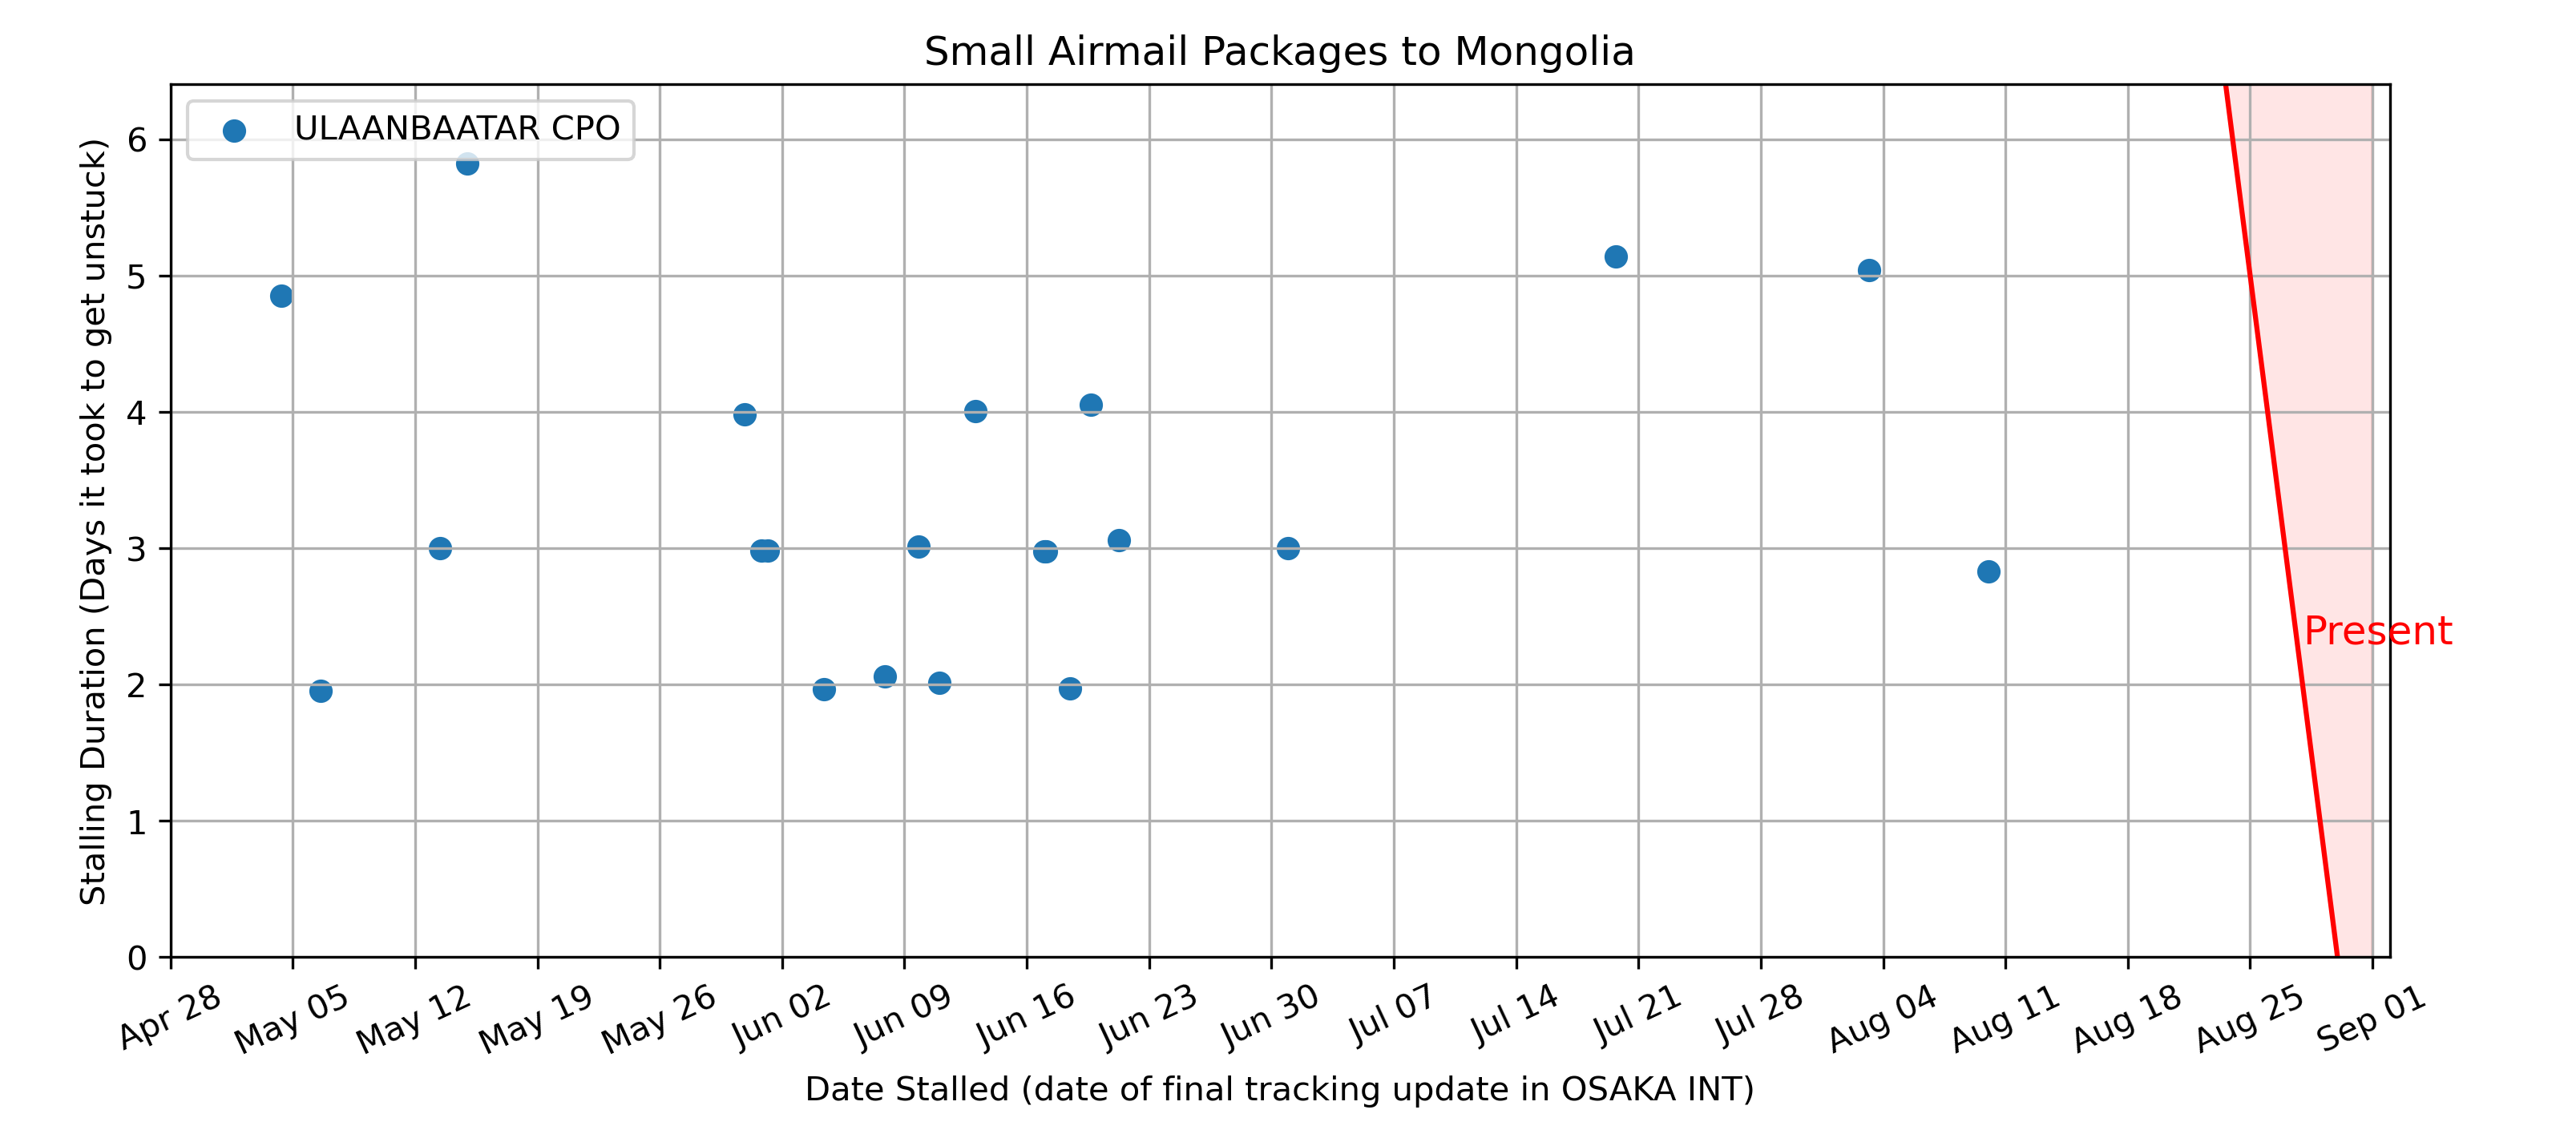 Small Airmail Packages to Mongolia
ULAANBAATAR CPO
Stalling Duration (Days it took to get unstuck)
6
5
4
3
2
1
0
Present
Apr 28
May 05
May 12
May 19
May 26
Jun 02
Jun 09
Jun 16
Jun 23
Jun 30
Jul 07
Jul 14
Jul 21
Jul 28
Aug 04
Aug 11
Aug 18
Aug 25
Sep 01
Date Stalled (date of final tracking update in OSAKA INT)